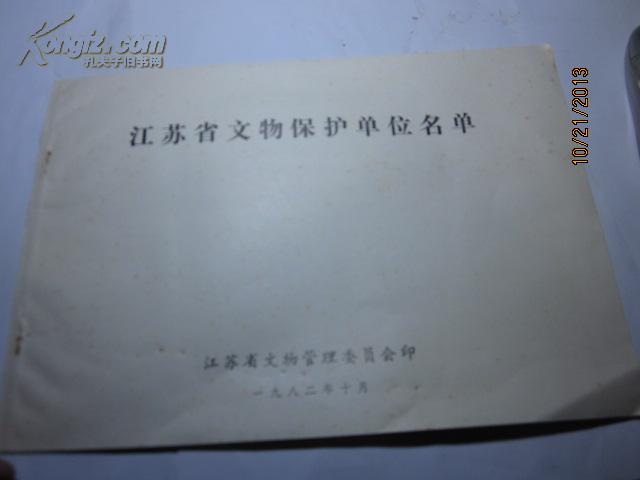 Kongfz.com
孔夫子旧书网
10/21/2013
江苏省文物保护单位名单
江苏省文物管理委员会印
一九八二年十月